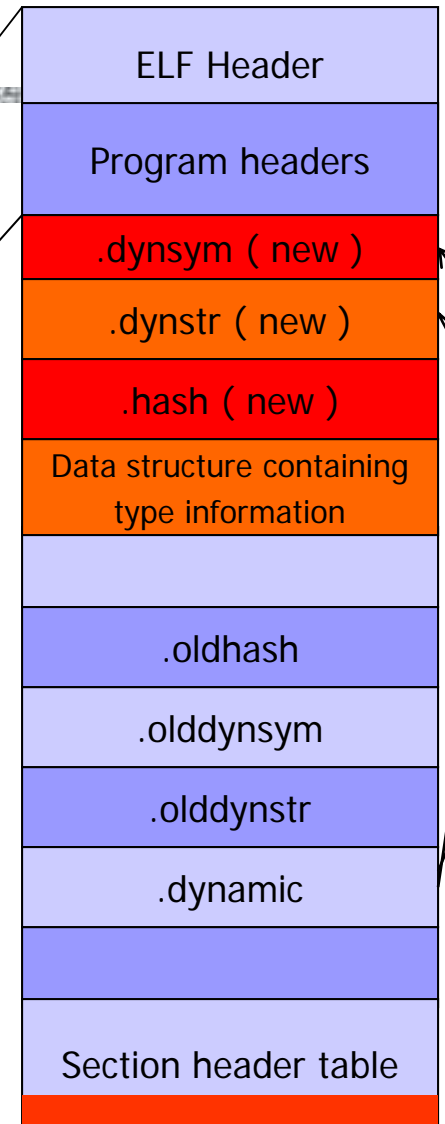 ELF Header
Program headers
.dynsym ( new )
.dynstr ( new )
.hash ( new )
Data structure containing
type information
.oldhash
.olddynsym
.olddynstr
.dynamic
Section header table